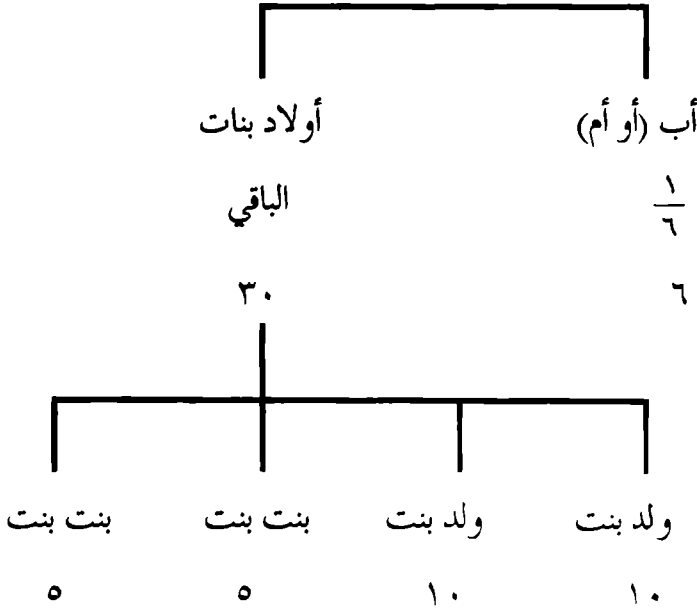 أب (أو أم) أولاد بنات
١/٦ الباقي
٦ ٣٠
ولد بنت ولد بنت بنت بنت بنت بنت
١٠ ١٠ ٥ ٥